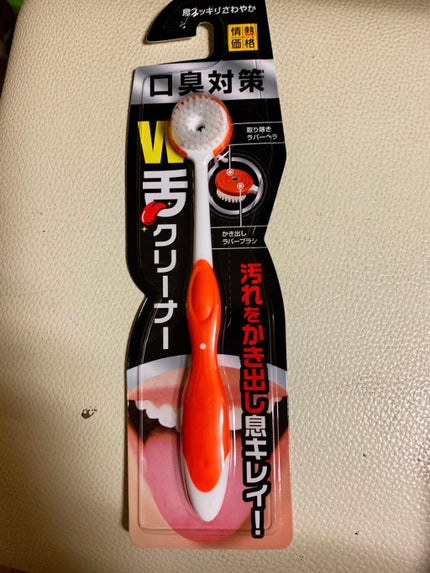 息スッキリさわやか
情熱
価格
口臭対策
W舌クリーナー
取り除き
ラバーヘラ
かき出し
ラバーブラシ
汚れをかき出し息キレイ!